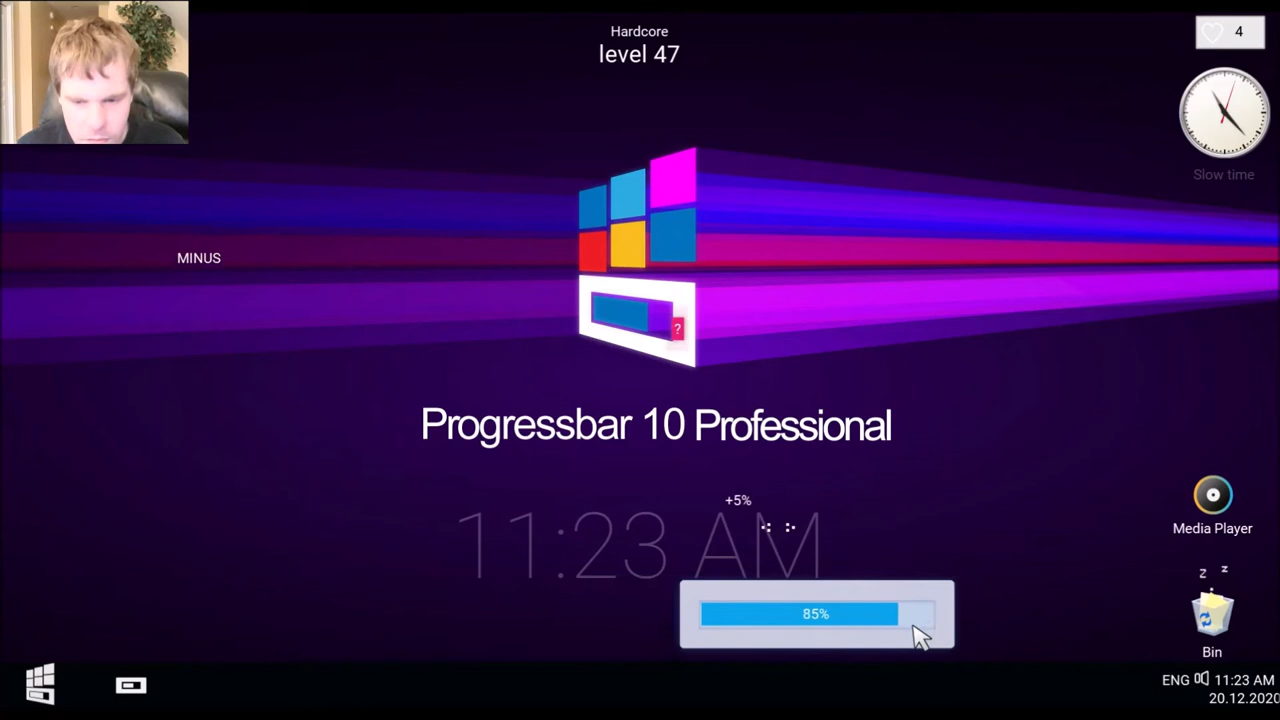 Hardcore
level 47
4
Slow time
MINUS
?
Progressbar 10 Professional
+5%
11:23 AM
85%
Media Player
z z
Bin
ENG 11:23 AM
20.12.2020